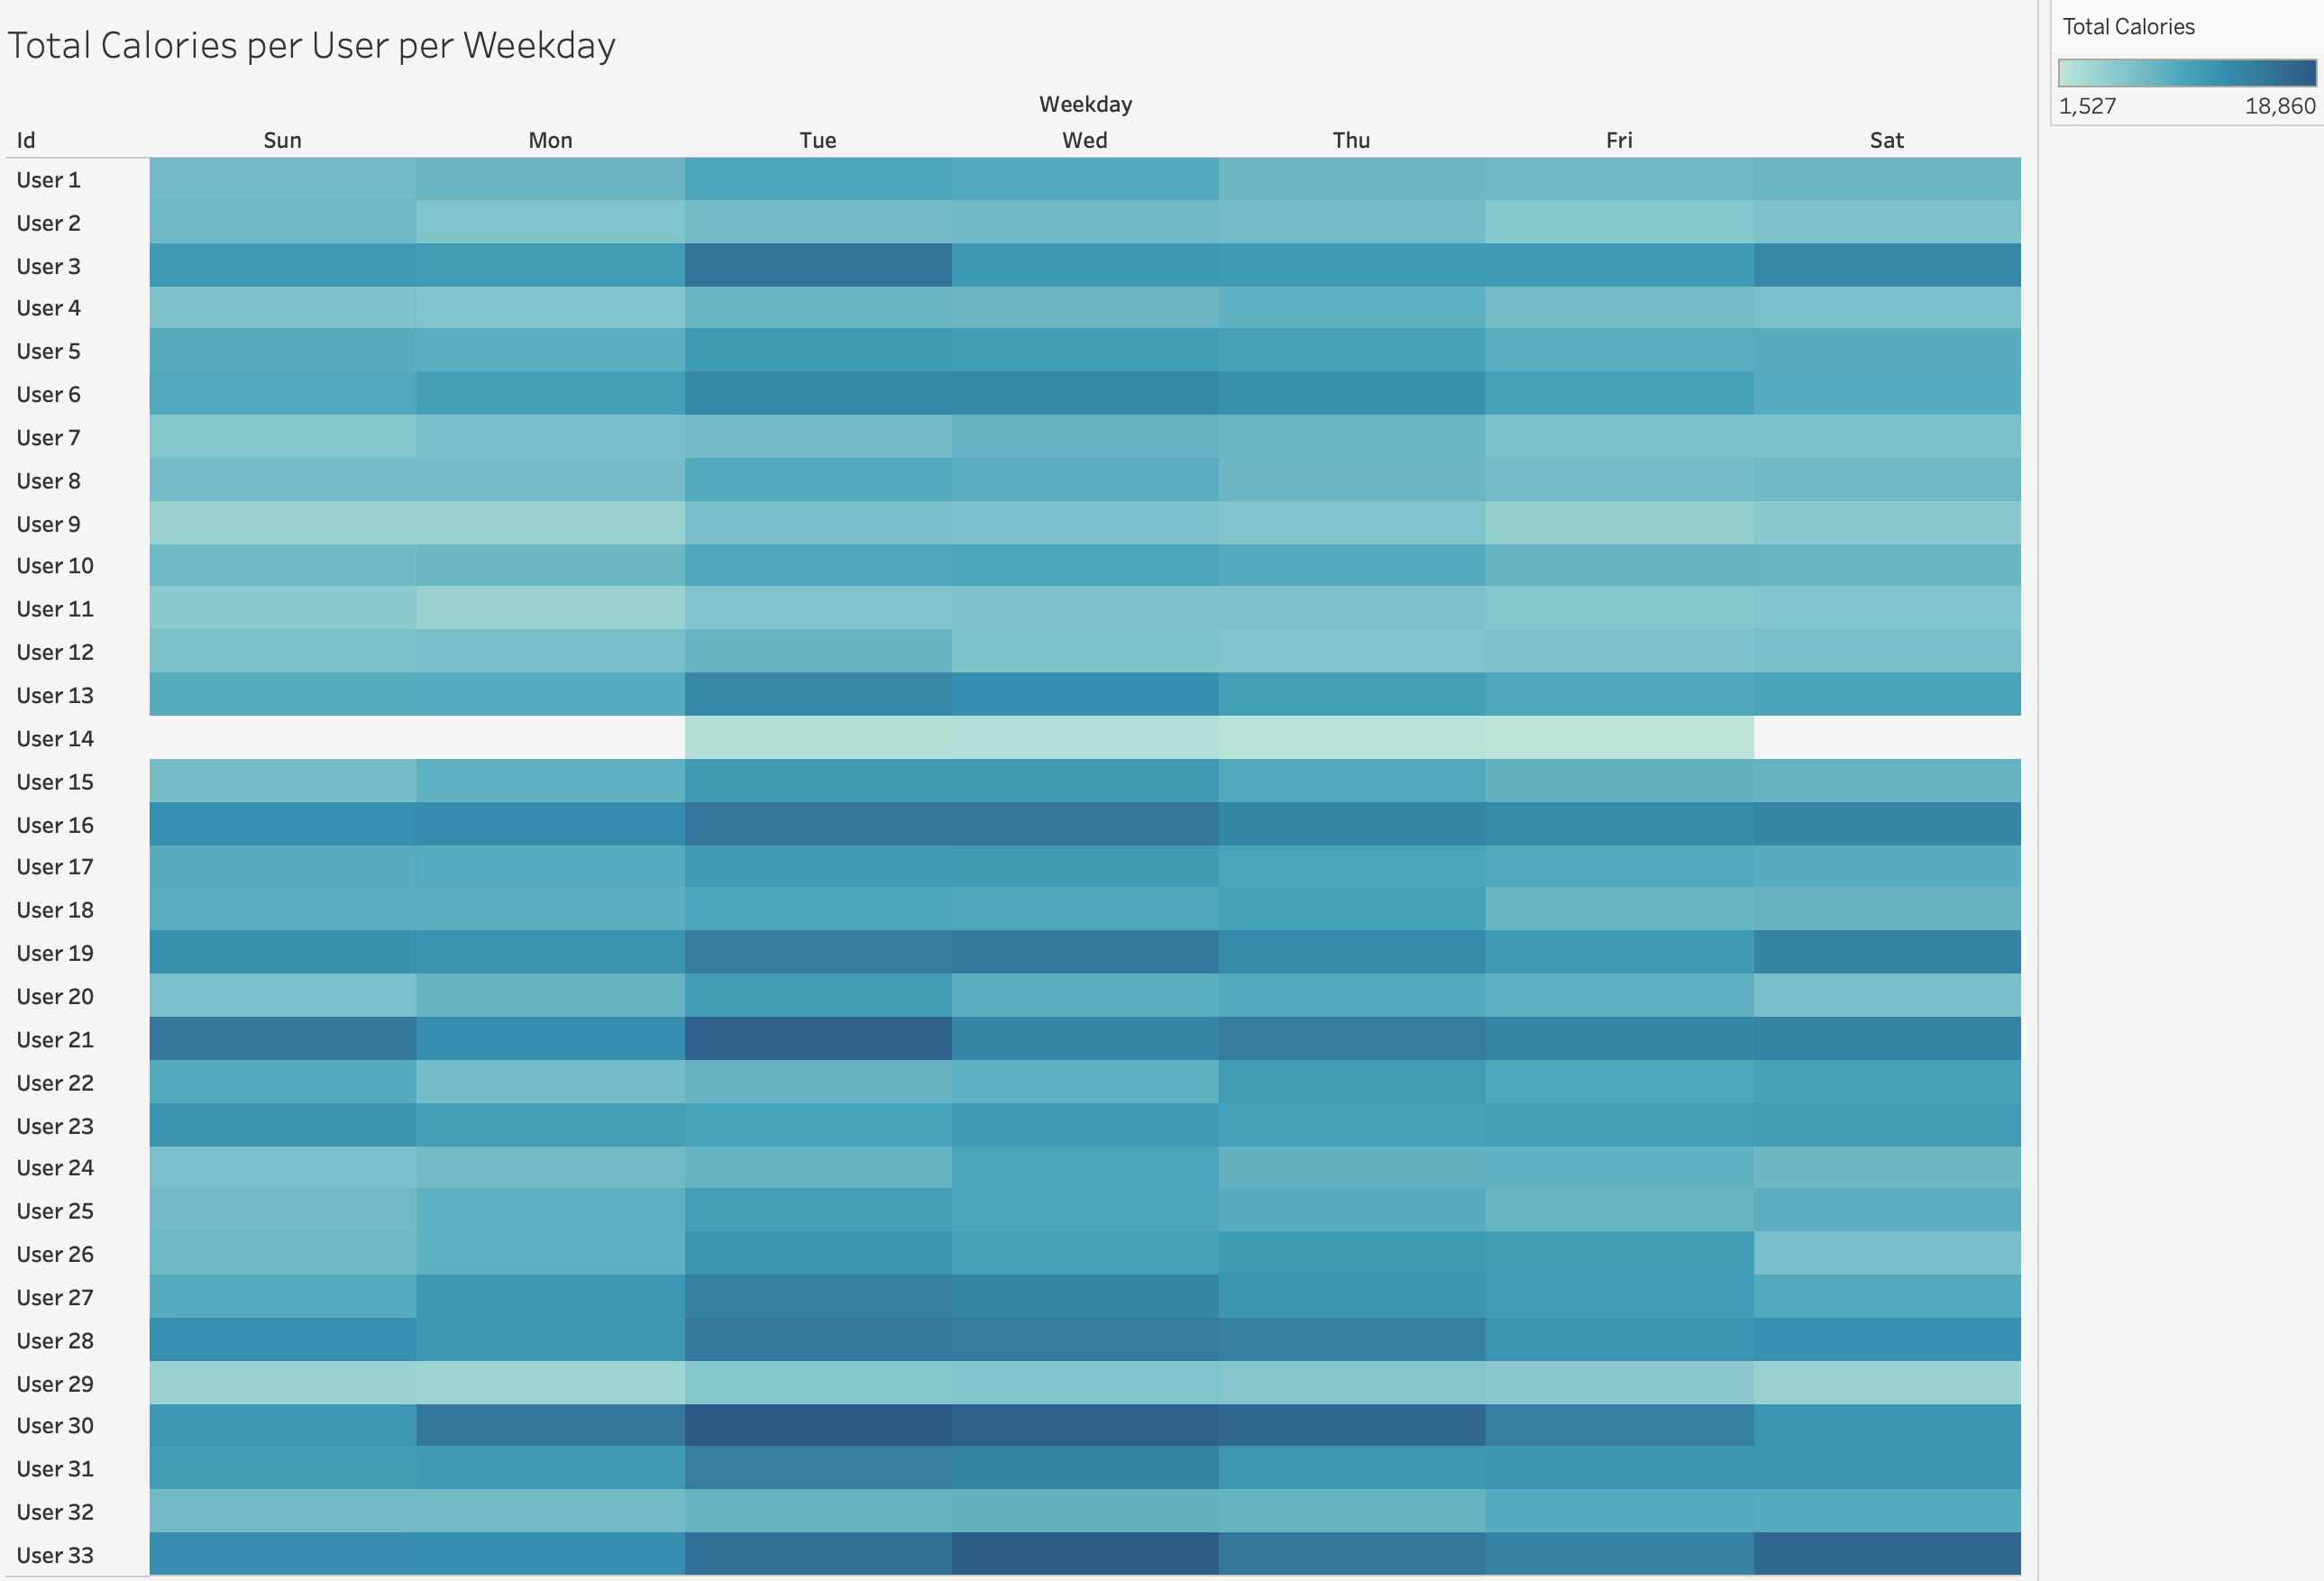 Total Calories per User per Weekday
Total Calories
1,527 18,860
Weekday
Id Sun Mon Tue Wed Thu Fri Sat
User 1
User 2
User 3
User 4
User 5
User 6
User 7
User 8
User 9
User 10
User 11
User 12
User 13
User 14
User 15
User 16
User 17
User 18
User 19
User 20
User 21
User 22
User 23
User 24
User 25
User 26
User 27
User 28
User 29
User 30
User 31
User 32
User 33